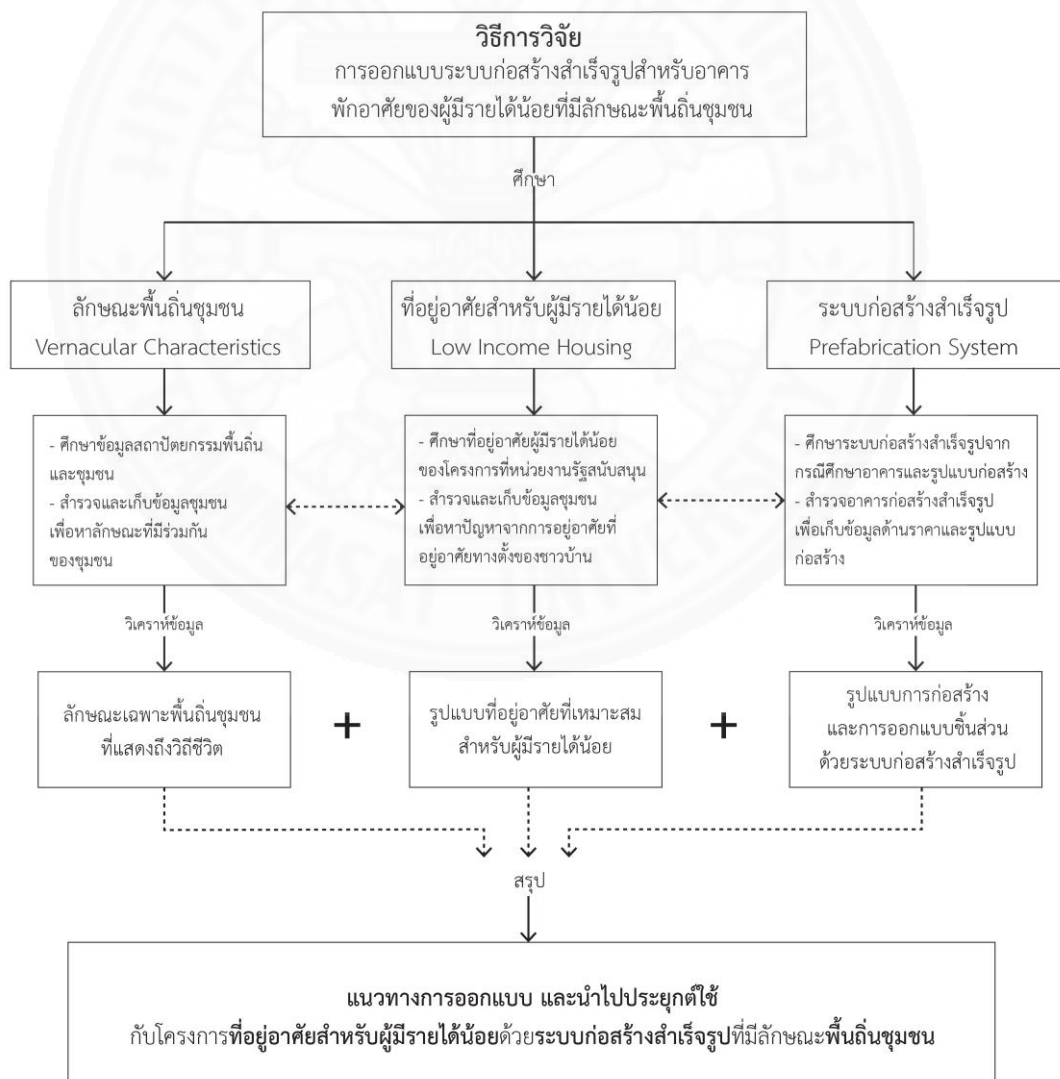 วิธีการวิจัย
การออกแบบระบบก่อสร้างสำเร็จรูปสำหรับอาคาร
พักอาศัยของผู้มีรายได้น้อยที่มีลักษณะพื้นถิ่นชุมชน
ศึกษา
ลักษณะพื้นถิ่นชุมชน
Vernacular Characteristics
ที่อยู่อาศัยสำหรับผู้มีรายได้น้อย
Low Income Housing
ระบบก่อสร้างสำเร็จรูป
Prefabrication System
- ศึกษาข้อมูลสถาปัตยกรรมพื้นถิ่น
และชุมชน
- สำรวจและเก็บข้อมูลชุมชน
เพื่อหาลักษณะที่มีร่วมกัน
ของชุมชน
- ศึกษาที่อยู่อาศัยผู้มีรายได้น้อย
ของโครงการที่หน่วยงานรัฐสนับสนุน
- สำรวจและเก็บข้อมูลชุมชน
เพื่อหาปัญหาจากการอยู่อาศัยที่
อยู่อาศัยทางตั้งของชาวบ้าน
- ศึกษาระบบก่อสร้างสำเร็จรูปจาก
กรณีศึกษาอาคารและรูปแบบก่อสร้าง
- สำรวจอาคารก่อสร้างสำเร็จรูป
เพื่อเก็บข้อมูลด้านราคาและรูปแบบ
ก่อสร้าง
วิเคราะห์ข้อมูล
วิเคราะห์ข้อมูล
วิเคราะห์ข้อมูล
ลักษณะเฉพาะพื้นถิ่นชุมชน
ที่แสดงถึงวิถีชีวิต
+
รูปแบบที่อยู่อาศัยที่เหมาะสม
สำหรับผู้มีรายได้น้อย
+
รูปแบบการก่อสร้าง
และการออกแบบชิ้นส่วน
ด้วยระบบก่อสร้างสำเร็จรูป
สรุป
แนวทางการออกแบบ และนำไปประยุกต์ใช้
กับโครงการที่อยู่อาศัยสำหรับผู้มีรายได้น้อยด้วยระบบก่อสร้างสำเร็จรูปที่มีลักษณะพื้นถิ่นชุมชน